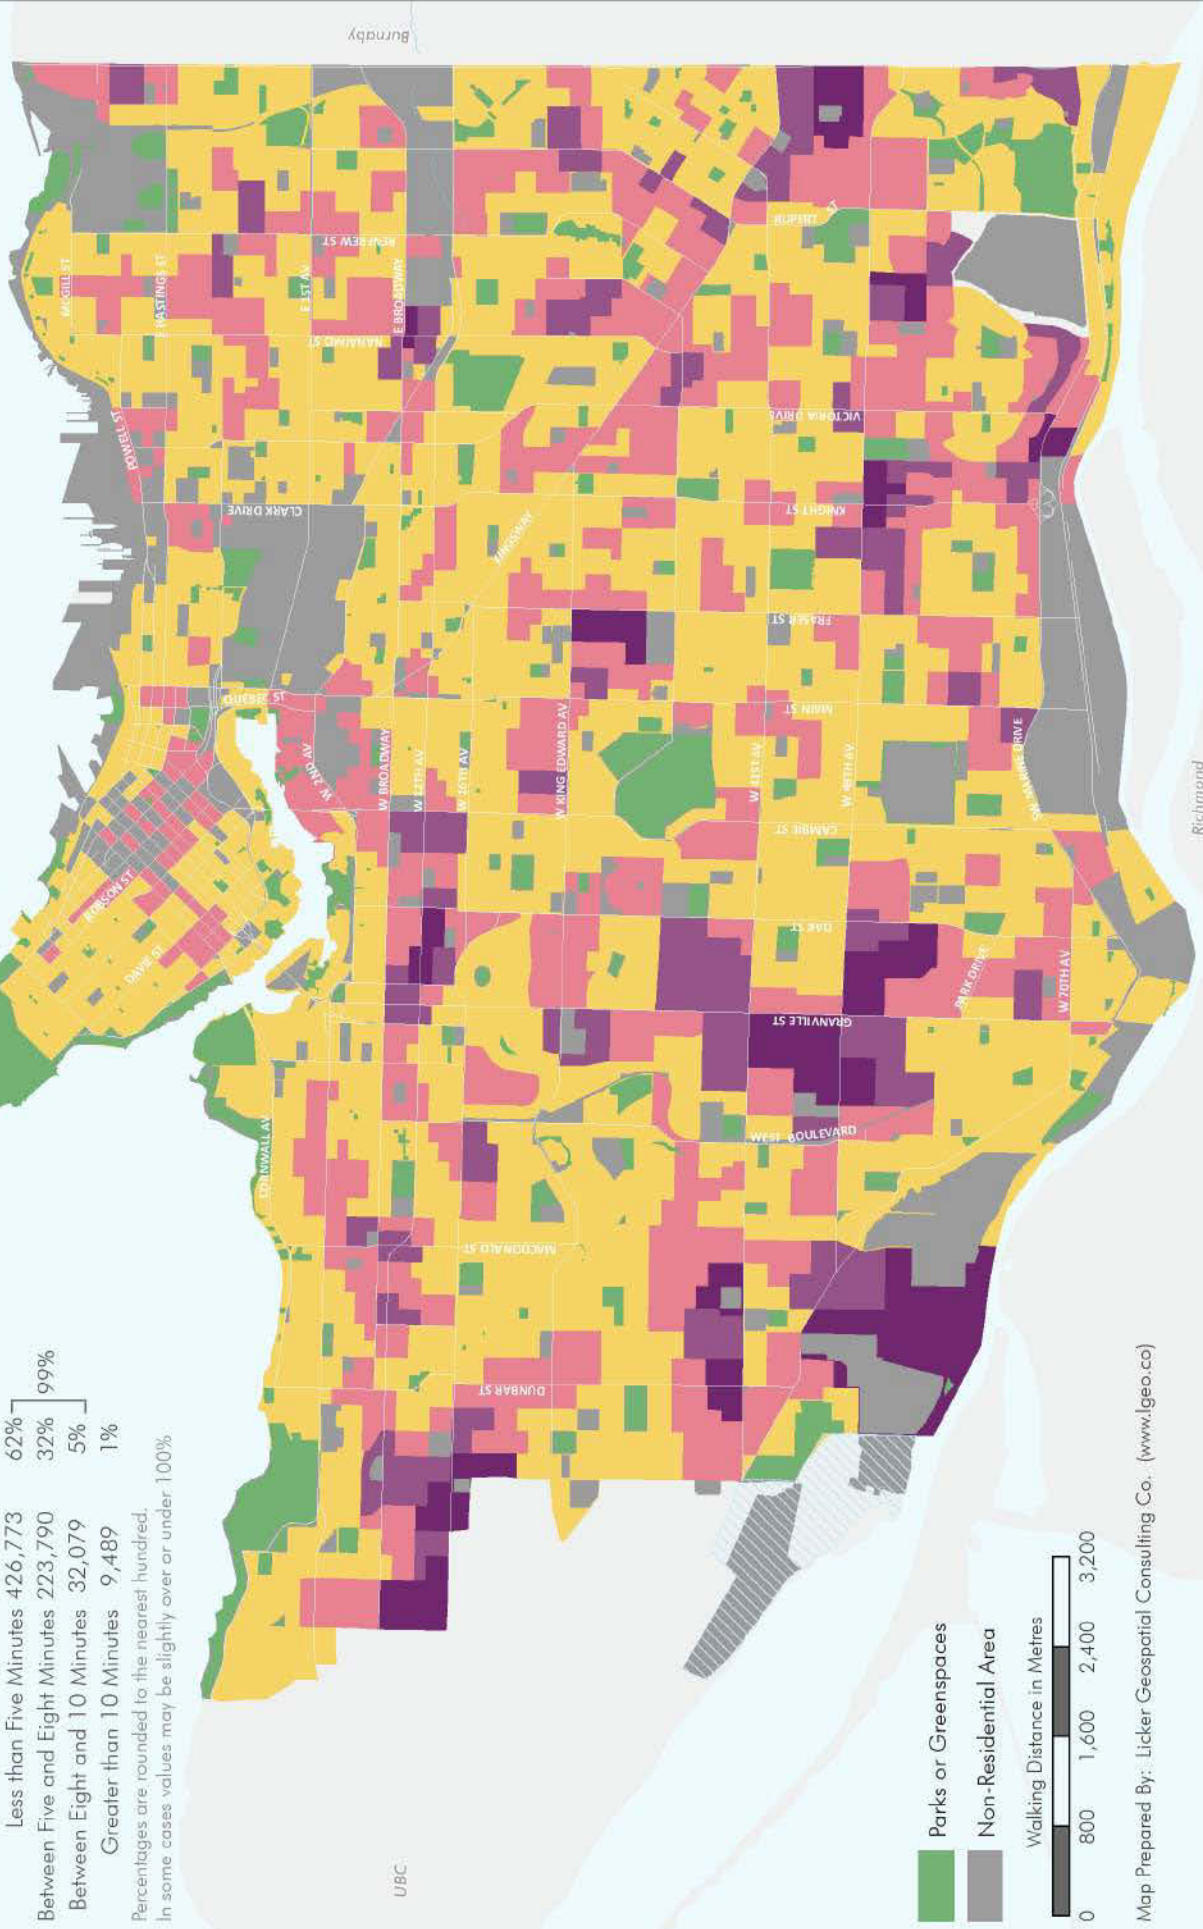 Less than Five Minutes 426,773 62%
Between Five and Eight Minutes 223,790 32% 99%
Between Eight and 10 Minutes 32,079 5%
Greater than 10 Minutes 9,489 1%
Percentages are rounded to the nearest hundred.
In some cases values may be slightly over or under 100%
Burnaby
MCGILL ST
E HASTINGS ST
E 1ST AV
E BROADWAY
RENFREW ST
NANAIMO ST
RUPERT ST
POWELL ST
CLARK DRIVE
VICTORIA DRIVE
KINGSWAY
KNIGHT ST
FRASER ST
QUEBEC ST
MAIN ST
W 2ND AV
W BROADWAY
W 12TH AV
W 16TH AV
W KING EDWARD AV
W 41ST AV
W 49TH AV
SW MARINE DRIVE
CAMBIE ST
ROBSON ST
DAVIE ST
OAK ST
PARK DRIVE
W 70TH AV
GRANVILLE ST
CORNWALL AV
WEST BOULEVARD
MACDONALD ST
DUNBAR ST
UBC
Richmond
Parks or Greenspaces
Non-Residential Area
Walking Distance in Metres
0 800 1,600 2,400 3,200
Map Prepared By: Licker Geospatial Consulting Co. (www.lgeo.co)